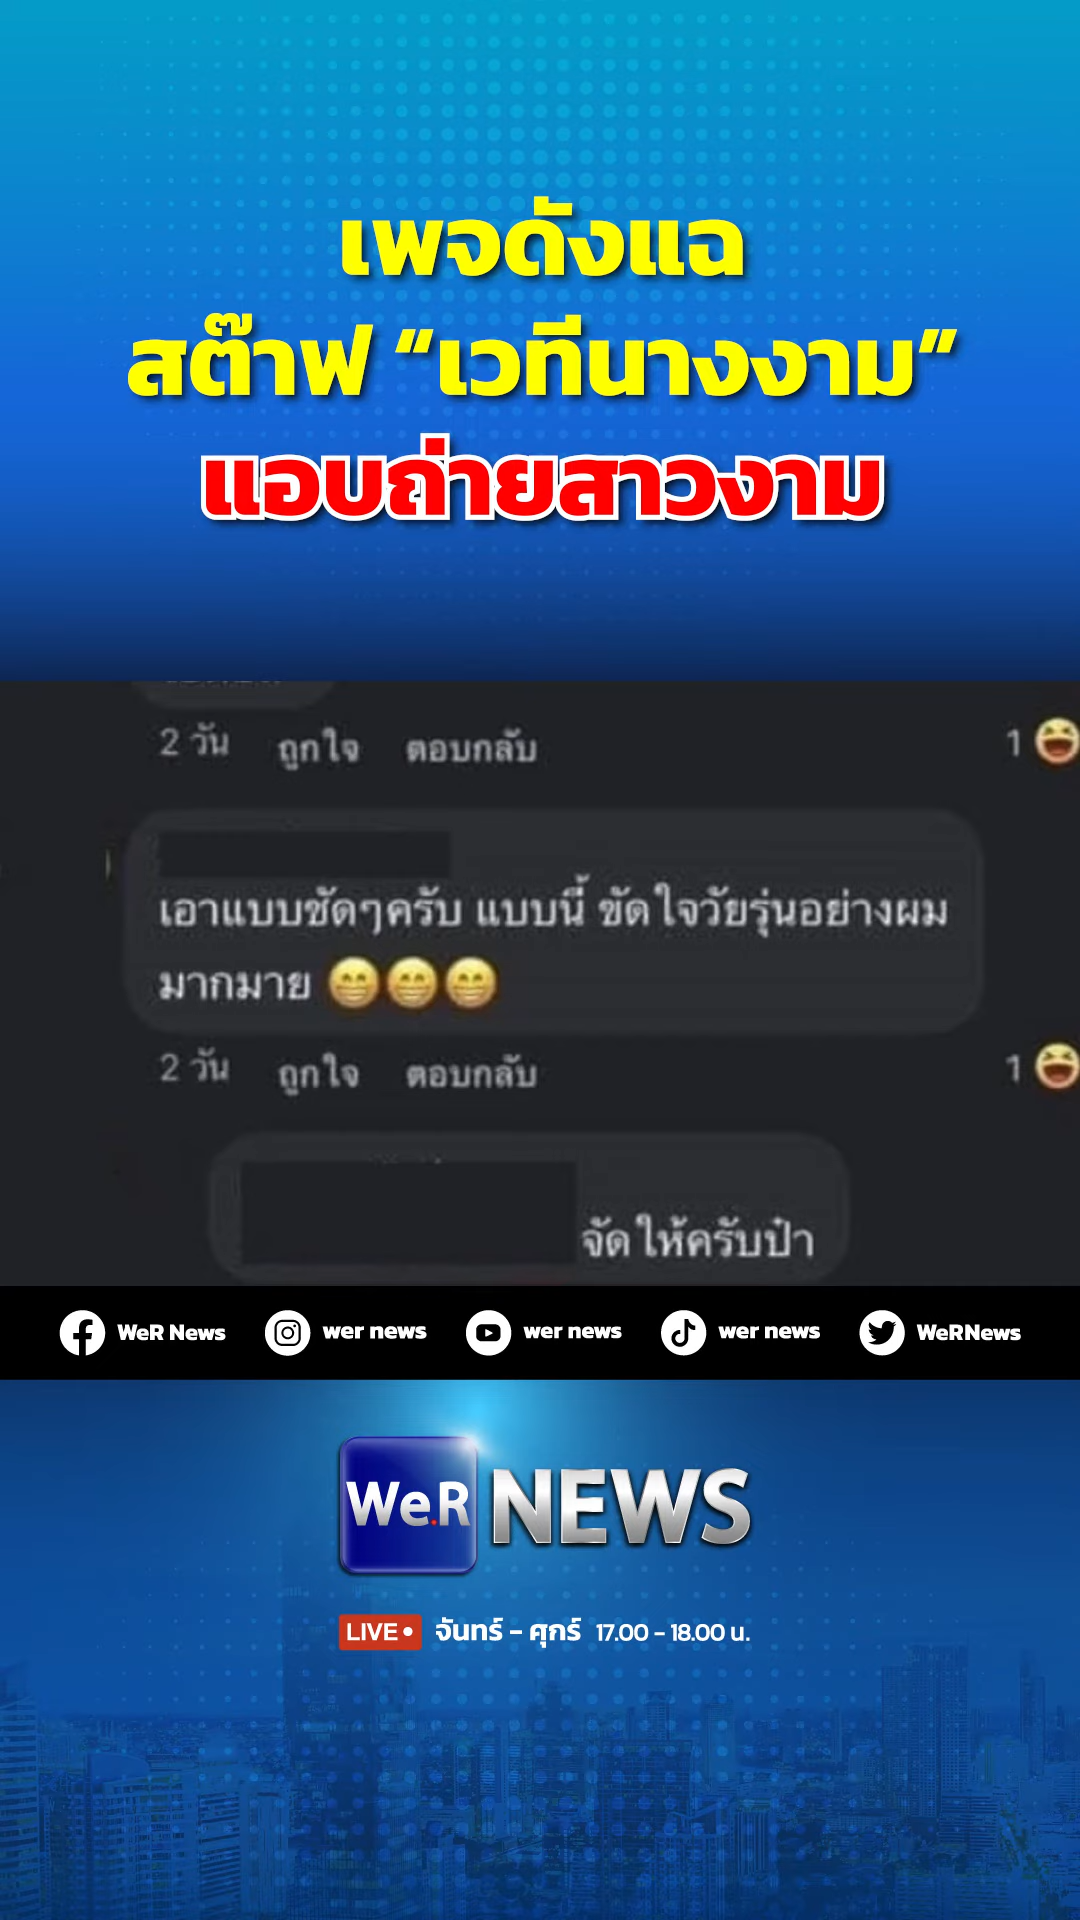 เพจดังแฉ
สต๊าฟ “เวทีนางงาม”
แอบถ่ายสาวงาม
2 วัน ถูกใจ ตอบกลับ 1
เอาแบบชัดๆครับ แบบนี้ ขัดใจวัยรุ่นอย่างผม
มากมาย 😁😁😁
2 วัน ถูกใจ ตอบกลับ 1
จัดให้ครับป๋า
WeR News wer news wer news wer news WeRNews
We.R NEWS
LIVE • จันทร์ - ศุกร์ 17.00 - 18.00 น.